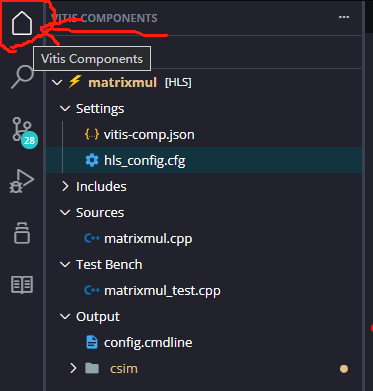 VITIS COMPONENTS
...
Vitis Components
matrixmul [HLS]
Settings
{.} vitis-comp.json
hls_config.cfg
Includes
28
Sources
C++ matrixmul.cpp
Test Bench
C++ matrixmul_test.cpp
Output
config.cmdline
csim